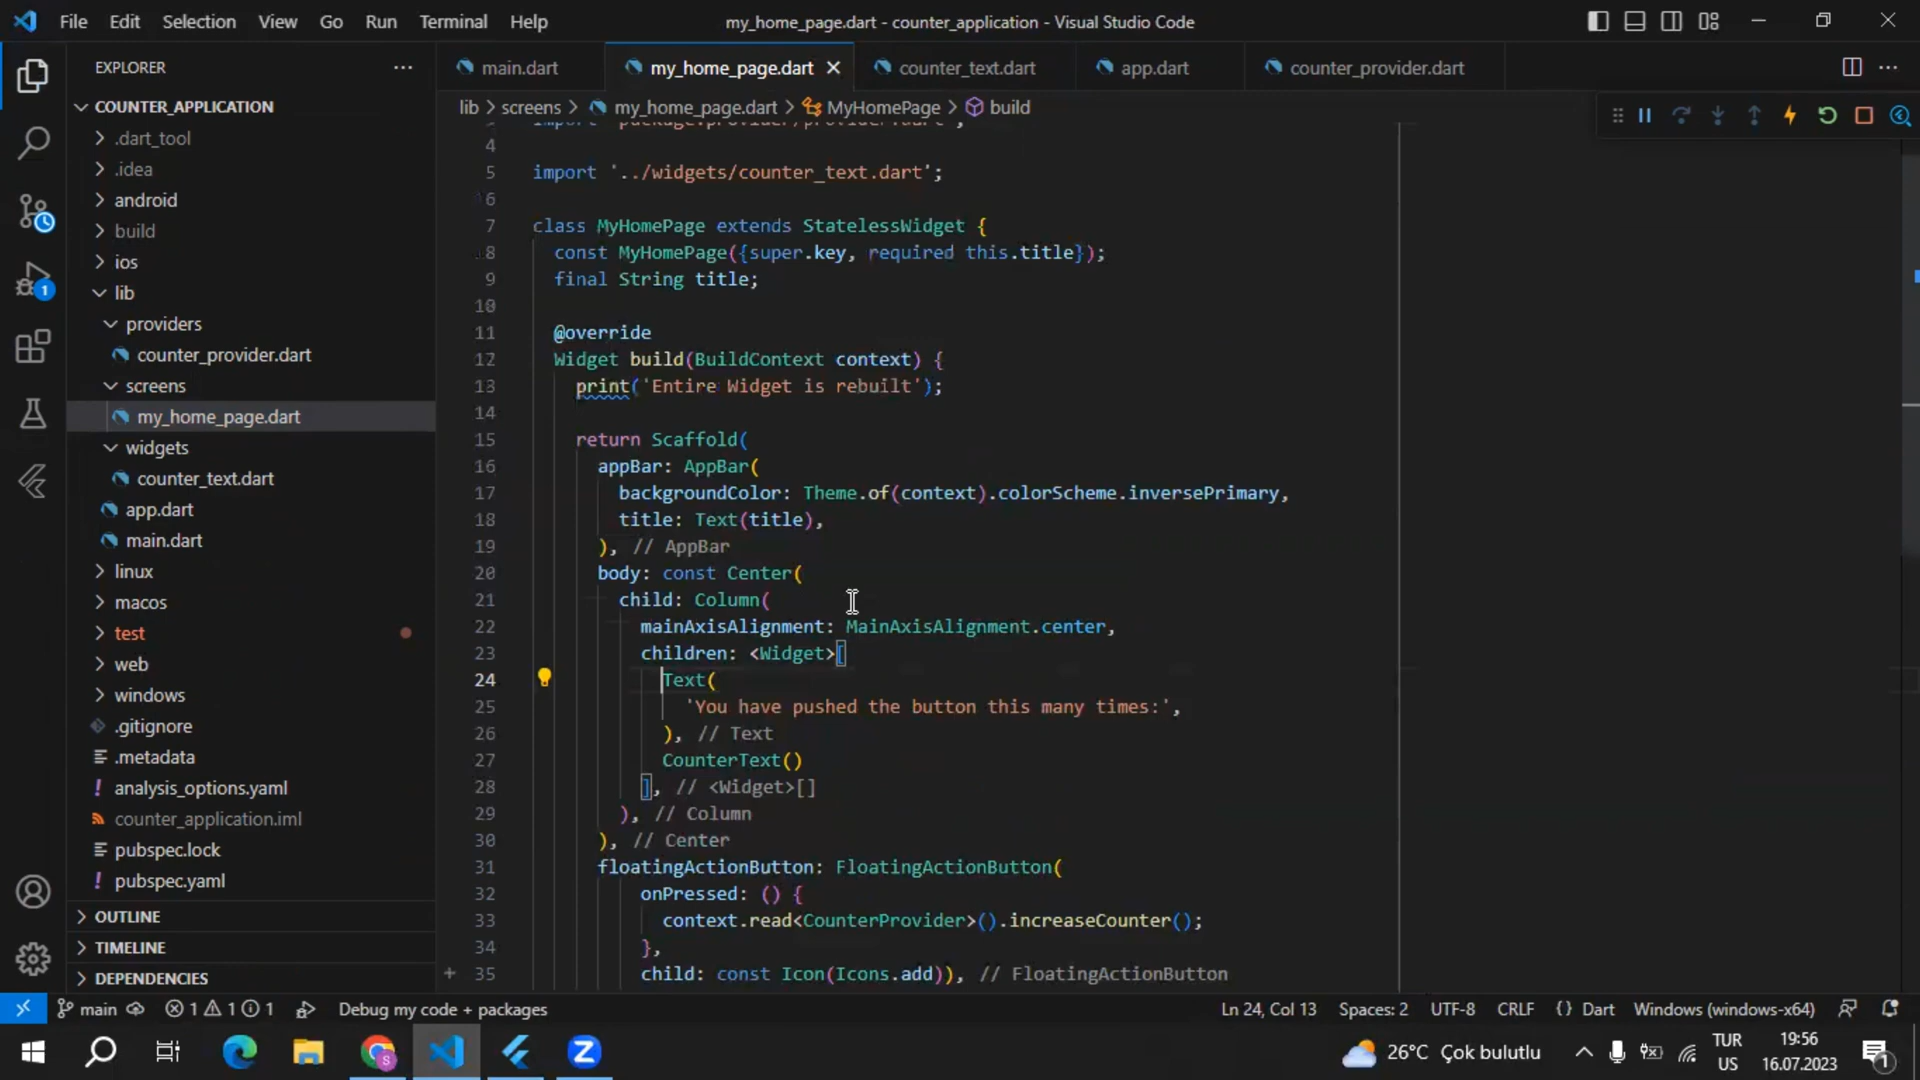 File Edit Selection View Go Run Terminal Help
my_home_page.dart - counter_application - Visual Studio Code
EXPLORER
COUNTER_APPLICATION
.dart_tool
.idea
android
build
ios
lib
providers
counter_provider.dart
screens
my_home_page.dart
widgets
counter_text.dart
app.dart
main.dart
linux
macos
test
web
windows
.gitignore
.metadata
analysis_options.yaml
counter_application.iml
pubspec.lock
pubspec.yaml
OUTLINE
TIMELINE
DEPENDENCIES
1
main.dart my_home_page.dart counter_text.dart app.dart counter_provider.dart
lib > screens > my_home_page.dart > MyHomePage > build
import 'package:provider/provider.dart';
4
5 import '../widgets/counter_text.dart';
6
7 class MyHomePage extends StatelessWidget {
8 const MyHomePage({super.key, required this.title});
9 final String title;
10
11 @override
12 Widget build(BuildContext context) {
13 print('Entire Widget is rebuilt');
14
15 return Scaffold(
16 appBar: AppBar(
17 backgroundColor: Theme.of(context).colorScheme.inversePrimary,
18 title: Text(title),
19 ), // AppBar
20 body: const Center(
21 child: Column(
22 mainAxisAlignment: MainAxisAlignment.center,
23 children: <Widget>[
24 Text(
25 'You have pushed the button this many times:',
26 ), // Text
27 CounterText()
28 ], // <Widget>[]
29 ), // Column
30 ), // Center
31 floatingActionButton: FloatingActionButton(
32 onPressed: () {
33 context.read<CounterProvider>().increaseCounter();
34 },
35 child: const Icon(Icons.add)), // FloatingActionButton
main 1 1 1 Debug my code + packages Ln 24, Col 13 Spaces: 2 UTF-8 CRLF {} Dart Windows (windows-x64)
S
Z
26°C Çok bulutlu
TUR
US
19:56
16.07.2023
1